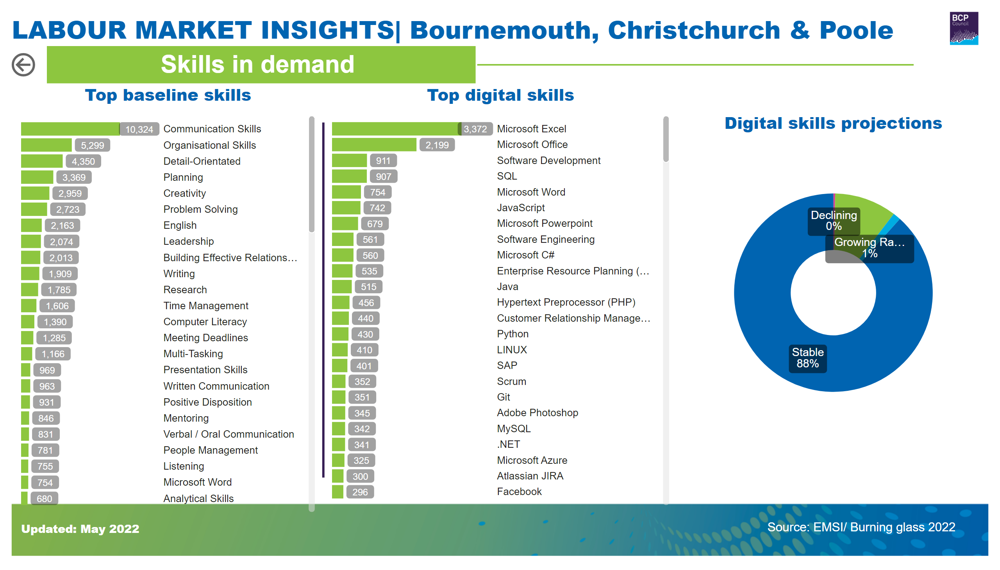 LABOUR MARKET INSIGHTS| Bournemouth, Christchurch & Poole
BCP
Council
Skills in demand
Top baseline skills
10,324 Communication Skills
5,299 Organisational Skills
4,350 Detail-Orientated
3,369 Planning
2,959 Creativity
2,723 Problem Solving
2,163 English
2,074 Leadership
2,013 Building Effective Relations…
1,909 Writing
1,785 Research
1,606 Time Management
1,390 Computer Literacy
1,285 Meeting Deadlines
1,166 Multi-Tasking
969 Presentation Skills
963 Written Communication
931 Positive Disposition
846 Mentoring
831 Verbal / Oral Communication
781 People Management
755 Listening
754 Microsoft Word
680 Analytical Skills
Top digital skills
3,372 Microsoft Excel
2,199 Microsoft Office
911 Software Development
907 SQL
754 Microsoft Word
742 JavaScript
679 Microsoft Powerpoint
561 Software Engineering
560 Microsoft C#
535 Enterprise Resource Planning (…
515 Java
456 Hypertext Preprocessor (PHP)
440 Customer Relationship Manage…
430 Python
410 LINUX
401 SAP
352 Scrum
351 Git
345 Adobe Photoshop
342 MySQL
341 .NET
325 Microsoft Azure
300 Atlassian JIRA
296 Facebook
Digital skills projections
Declining
0%
Growing Ra…
1%
Stable
88%
Updated: May 2022
Source: EMSI/ Burning glass 2022